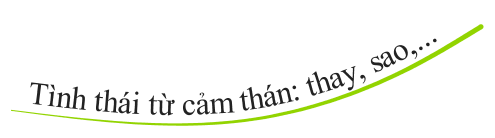 Tình thái từ cảm thán: thay, sao,...